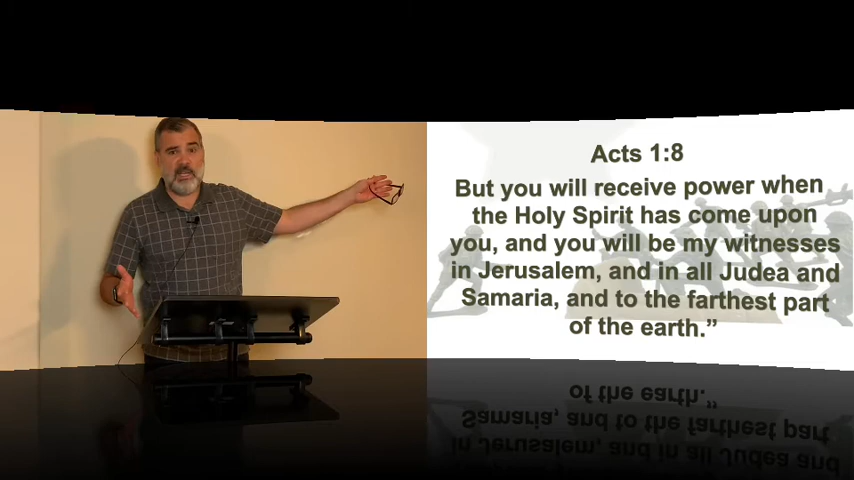 Acts 1:8
But you will receive power when
the Holy Spirit has come upon
you, and you will be my witnesses
in Jerusalem, and in all Judea and
Samaria, and to the farthest part
of the earth.”